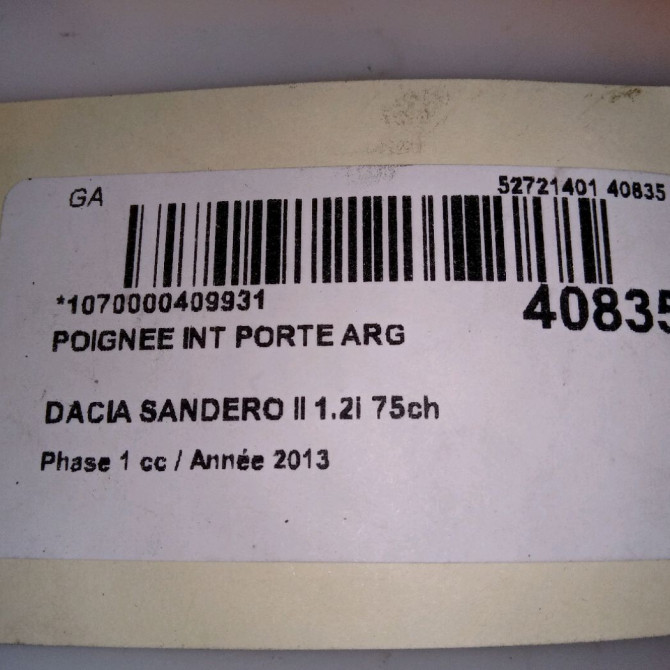 GA
52721401 40835
*1070000409931
40835
POIGNEE INT PORTE ARG
DACIA SANDERO II 1.2i 75ch
Phase 1 cc / Année 2013